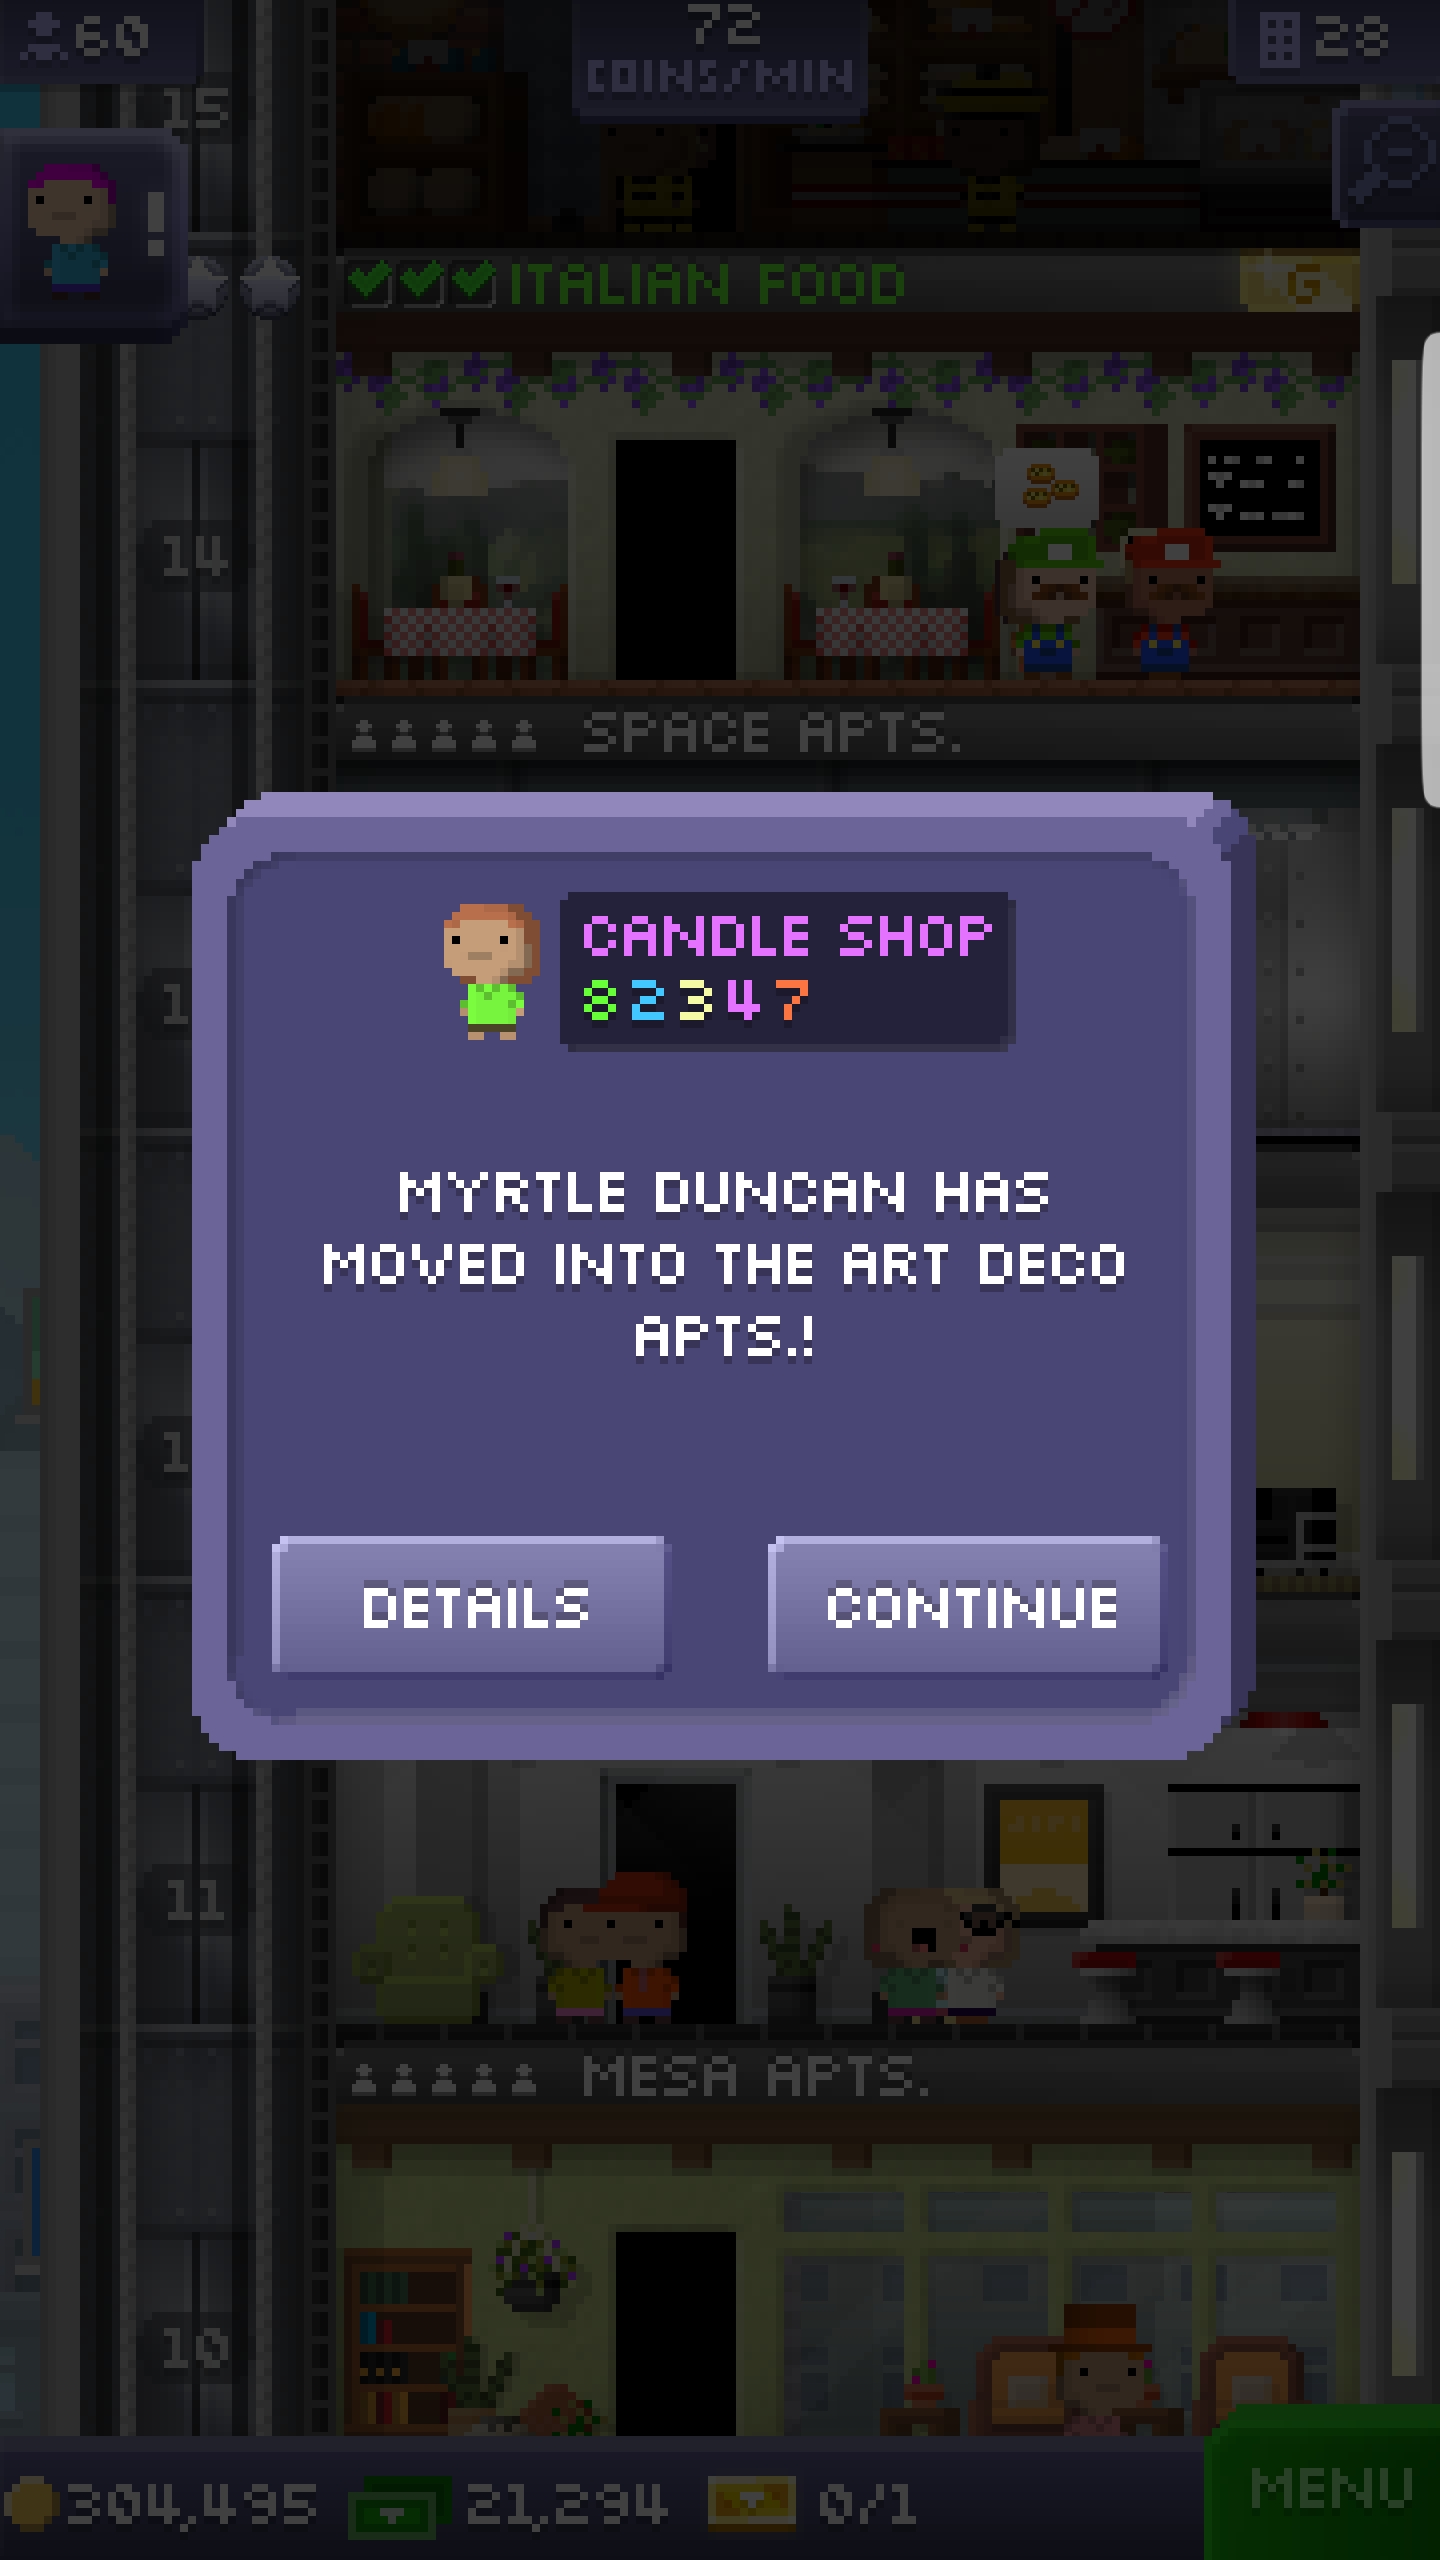 60
72
COINS/MIN
28
15
!
ITALIAN FOOD
G
14
SPACE APTS.
CANDLE SHOP
82347
MYRTLE DUNCAN HAS
MOVED INTO THE ART DECO
APTS.!
DETAILS
CONTINUE
11
MESA APTS.
10
304,495
21,294
0/1
MENU